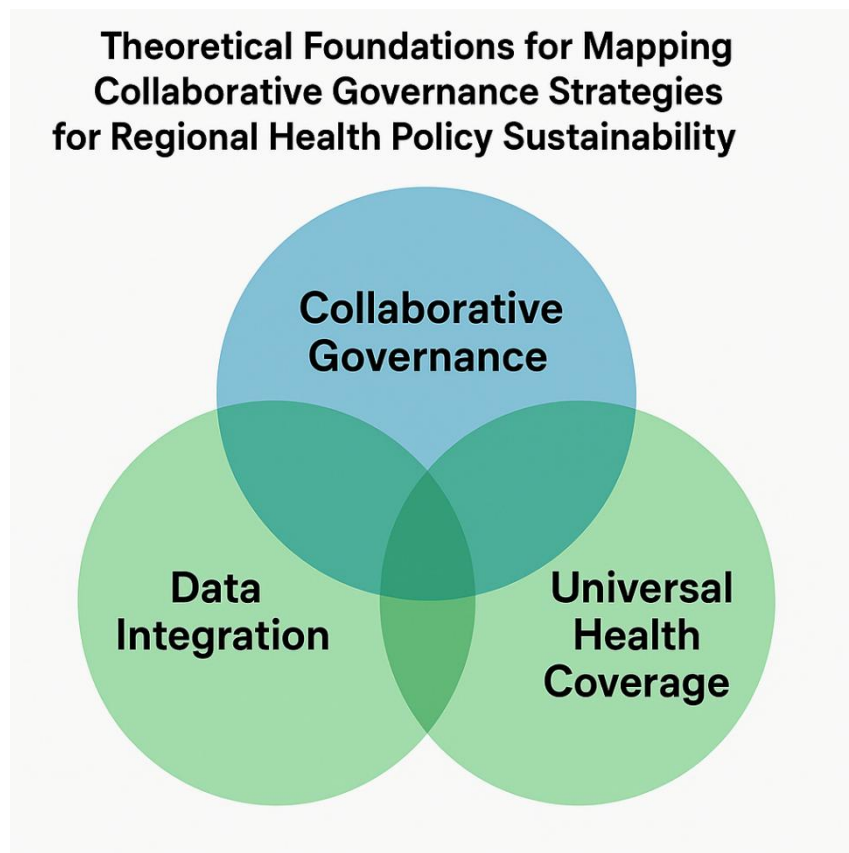 Theoretical Foundations for Mapping
Collaborative Governance Strategies
for Regional Health Policy Sustainability
Collaborative
Governance
Data
Integration
Universal
Health
Coverage